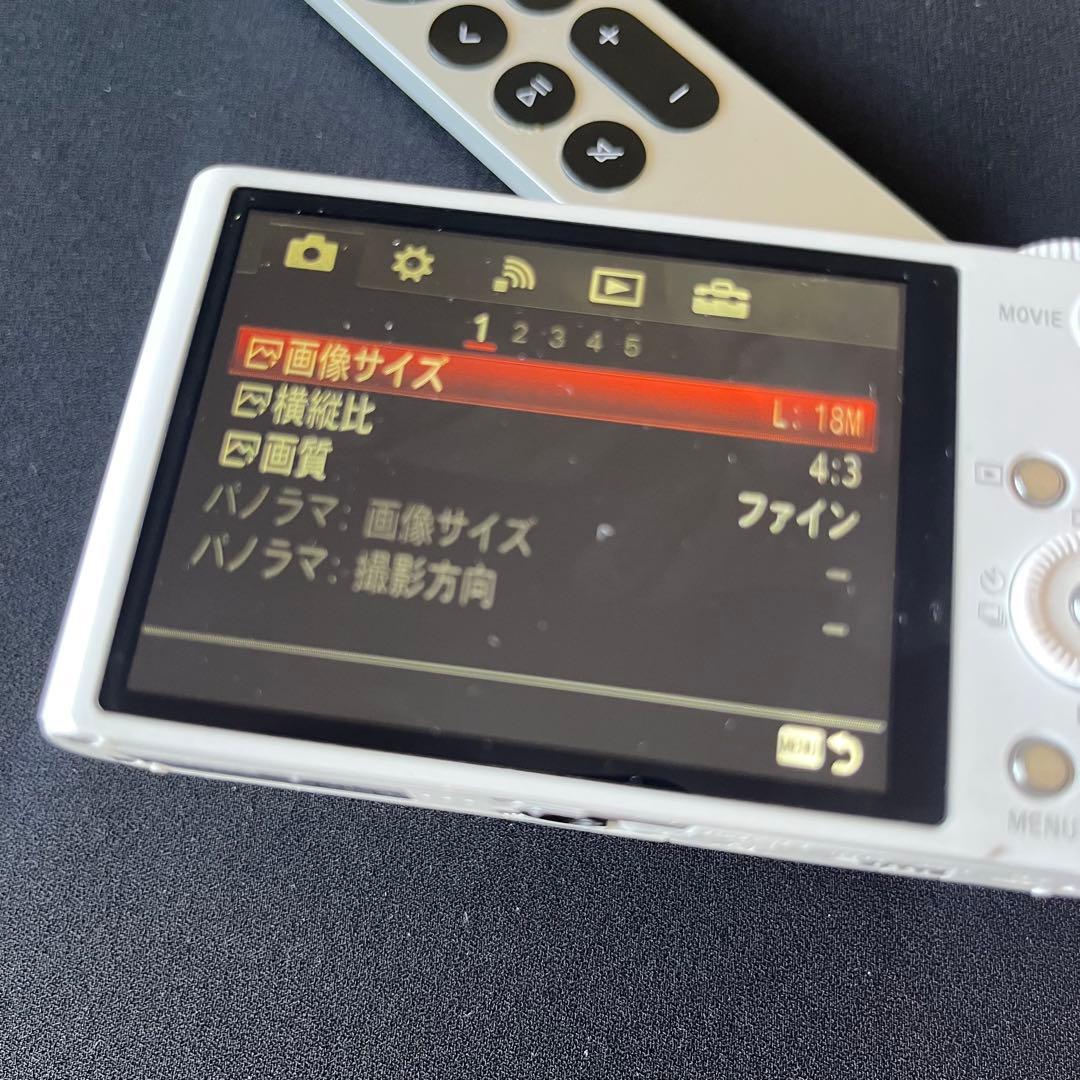 1 2 3 4 5
画像サイズ L: 18M
横縦比 4:3
画質 ファイン
パノラマ: 画像サイズ -
パノラマ: 撮影方向 -
MENU
MOVIE
MENU